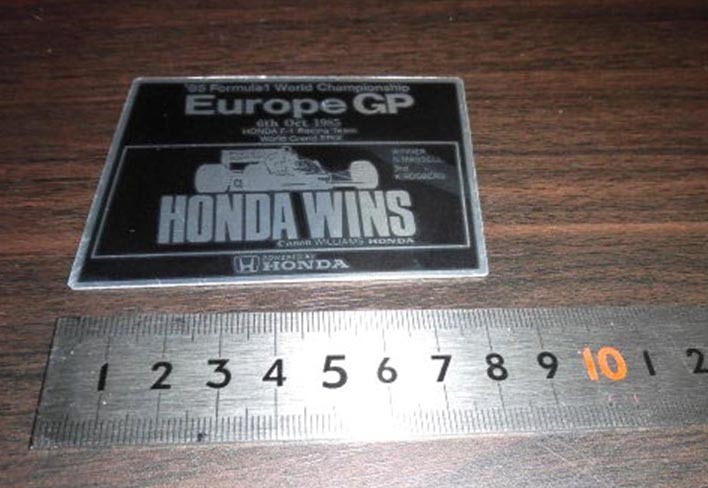 '85 Formula1 World Championship
Europe GP
6th Oct. 1985
HONDA F-1 Racing Team
World Grand Prix
WINNER
N.MANSELL
3rd
K.ROSBERG
HONDA WINS
Canon WILLIAMS HONDA
POWERED by
HONDA
1 2 3 4 5 6 7 8 9 10 1 2